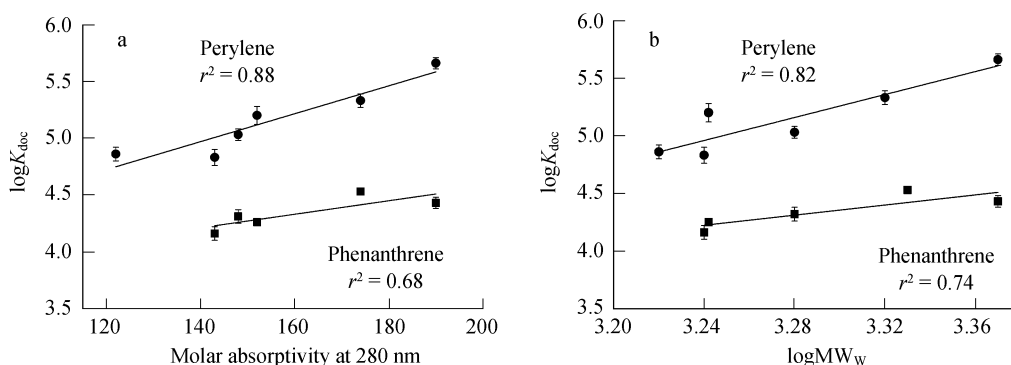 a
Perylene
r² = 0.88
Phenanthrene
r² = 0.68
logKdoc
6.0
5.5
5.0
4.5
4.0
3.5
120 140 160 180 200
Molar absorptivity at 280 nm
b
Perylene
r² = 0.82
Phenanthrene
r² = 0.74
logKdoc
6.0
5.5
5.0
4.5
4.0
3.5
3.20 3.24 3.28 3.33 3.36
logMWW